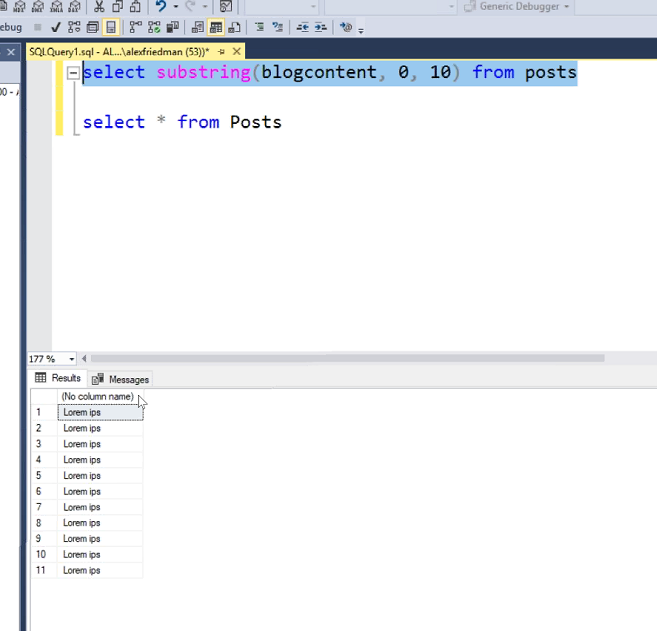 Generic Debugger
ebug
SQLQuery1.sql - AL...\alexfriedman (53))*
select substring(blogcontent, 0, 10) from posts
select * from Posts
177 %
Results Messages
(No column name)
1 Lorem ips
2 Lorem ips
3 Lorem ips
4 Lorem ips
5 Lorem ips
6 Lorem ips
7 Lorem ips
8 Lorem ips
9 Lorem ips
10 Lorem ips
11 Lorem ips